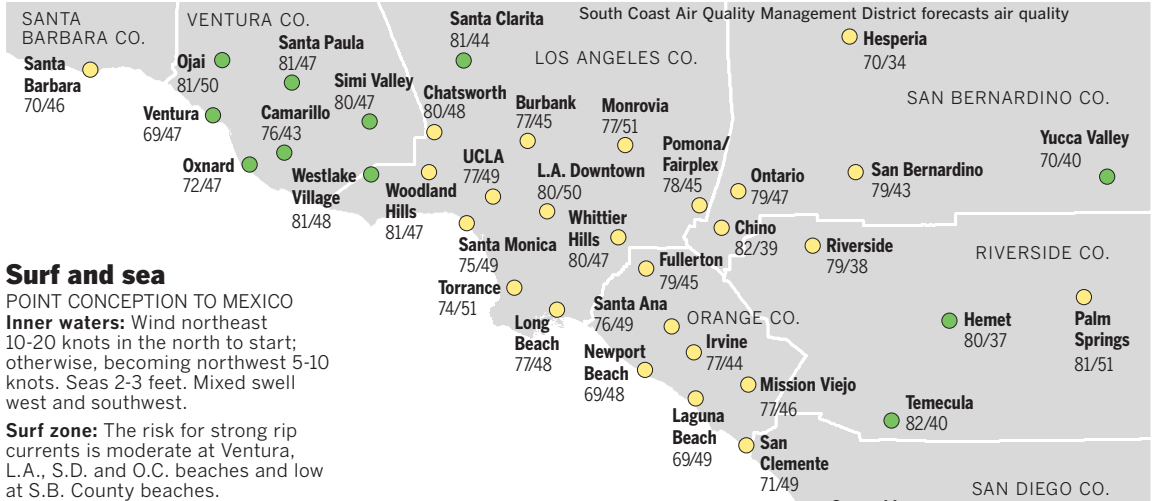 South Coast Air Quality Management District forecasts air quality
SANTA
BARBARA CO.
VENTURA CO.
LOS ANGELES CO.
SAN BERNARDINO CO.
RIVERSIDE CO.
ORANGE CO.
SAN DIEGO CO.
Santa
Barbara
70/46
Ojai
81/50
Santa Paula
81/47
Ventura
69/47
Camarillo
76/43
Simi Valley
80/47
Oxnard
72/47
Westlake
Village
81/48
Santa Clarita
81/44
Chatsworth
80/48
Woodland
Hills
81/47
Burbank
77/45
Monrovia
77/51
UCLA
77/49
L.A. Downtown
80/50
Pomona/
Fairplex
78/45
Whittier
Hills
80/47
Santa Monica
75/49
Torrance
74/51
Long
Beach
77/48
Hesperia
70/34
Yucca Valley
70/40
San Bernardino
79/43
Ontario
79/47
Chino
82/39
Riverside
79/38
Fullerton
79/45
Santa Ana
76/49
Irvine
77/44
Newport
Beach
69/48
Mission Viejo
77/46
Laguna
Beach
69/49
San
Clemente
71/49
Hemet
80/37
Palm
Springs
81/51
Temecula
82/40
Surf and sea
POINT CONCEPTION TO MEXICO
Inner waters: Wind northeast
10-20 knots in the north to start;
otherwise, becoming northwest 5-10
knots. Seas 2-3 feet. Mixed swell
west and southwest.
Surf zone: The risk for strong rip
currents is moderate at Ventura,
L.A., S.D. and O.C. beaches and low
at S.B. County beaches.